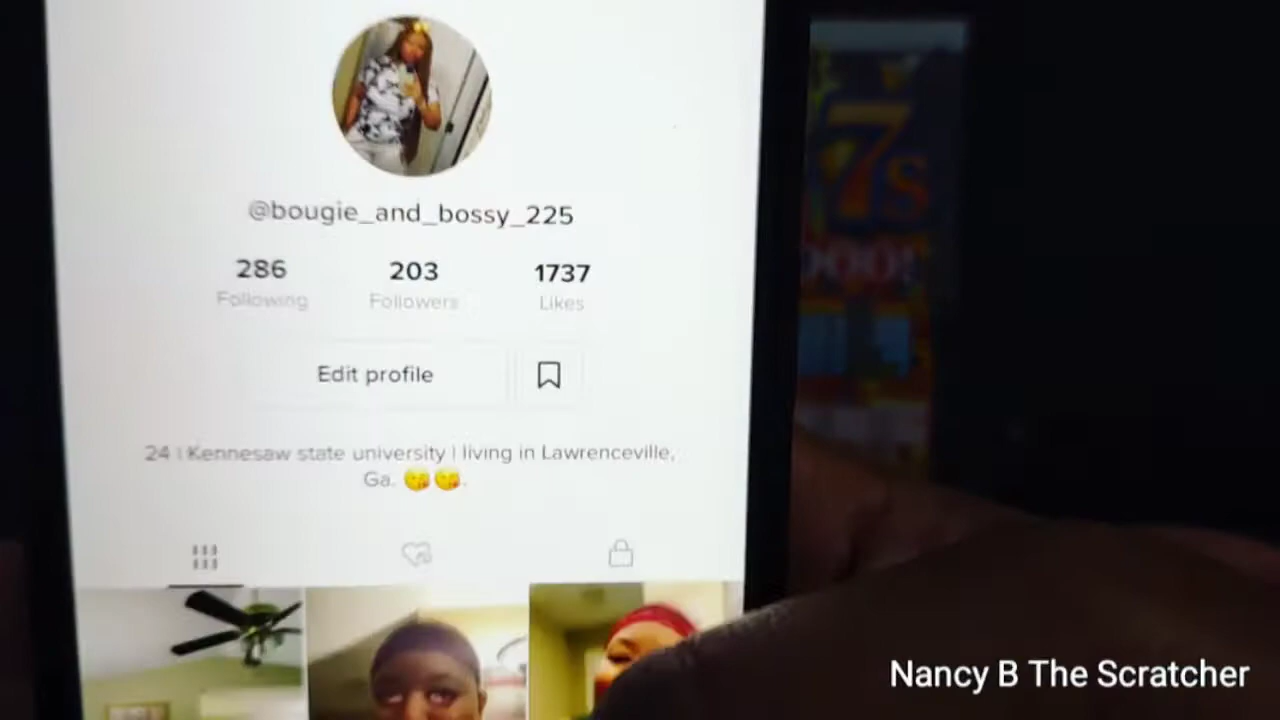 @bougie_and_bossy_225
286
203
1737
Following
Followers
Likes
Edit profile
24 | Kennesaw state university | living in Lawrenceville,
Ga. 😘😘.
7s
Nancy B The Scratcher